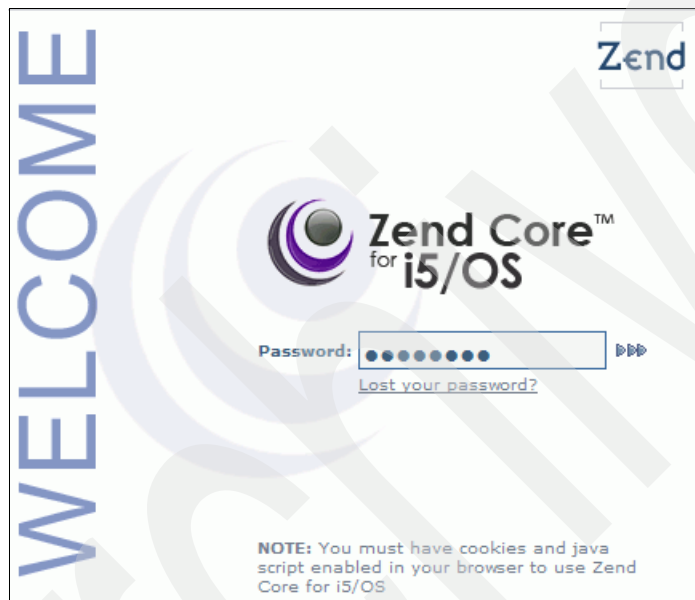 WELCOME
Zend
Zend Core™
for i5/OS
Password:
Lost your password?
NOTE: You must have cookies and java
script enabled in your browser to use Zend
Core for i5/OS